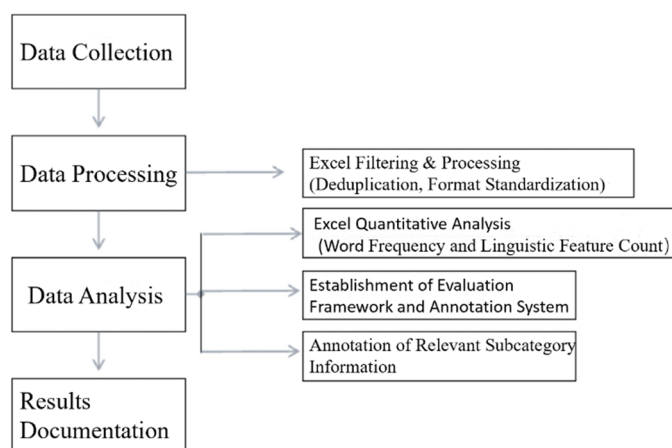 Data Collection
Data Processing
Excel Filtering & Processing
(Deduplication, Format Standardization)
Excel Quantitative Analysis
(Word Frequency and Linguistic Feature Count)
Data Analysis
Establishment of Evaluation
Framework and Annotation System
Annotation of Relevant Subcategory
Information
Results
Documentation